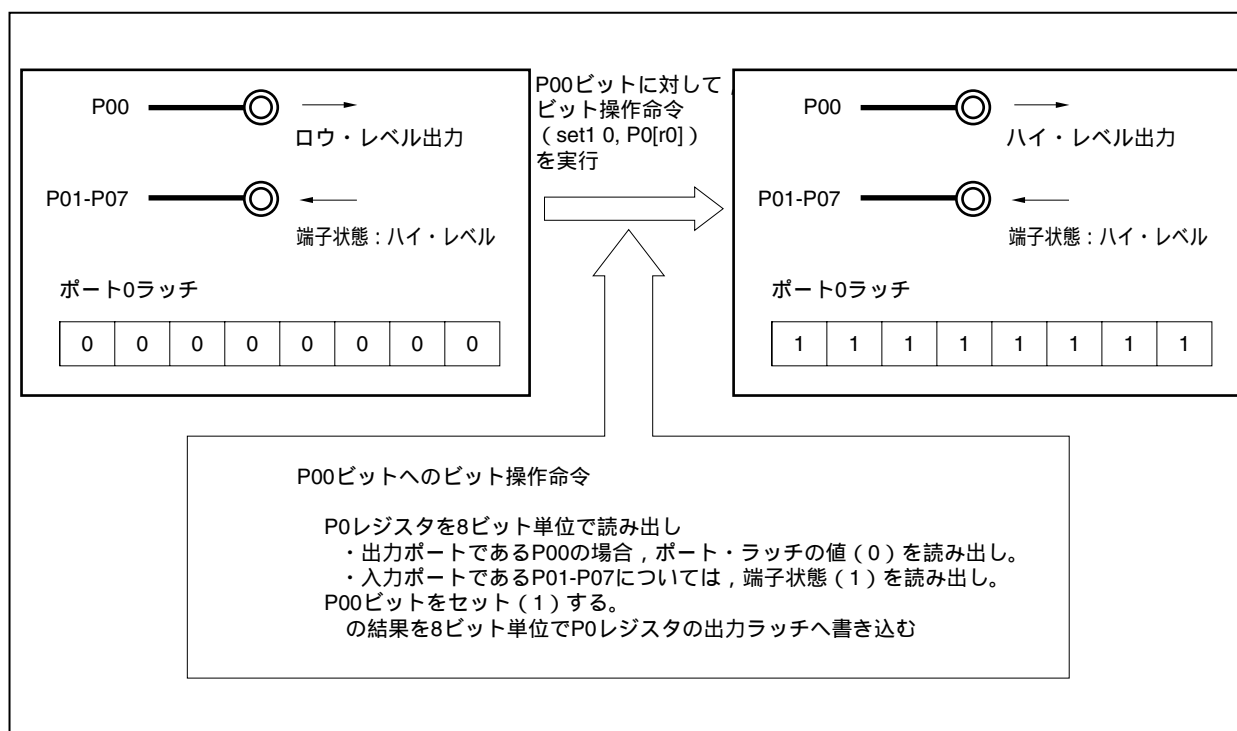 P00
ロウ・レベル出力
P01-P07
端子状態：ハイ・レベル
ポート0ラッチ
0 0 0 0 0 0 0 0
P00ビットに対して，
ビット操作命令
（set1 0, P0[r0]）
を実行
P00
ハイ・レベル出力
P01-P07
端子状態：ハイ・レベル
ポート0ラッチ
1 1 1 1 1 1 1 1
P00ビットへのビット操作命令
P0レジスタを8ビット単位で読み出し
・出力ポートであるP00の場合，ポート・ラッチの値（0）を読み出し。
・入力ポートであるP01-P07については，端子状態（1）を読み出し。
P00ビットをセット（1）する。
の結果を8ビット単位でP0レジスタの出力ラッチへ書き込む